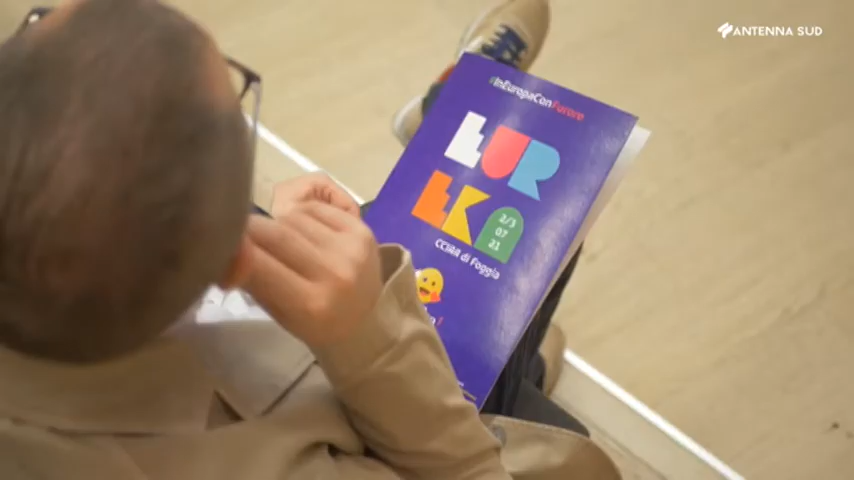 ANTENNA SUD
#InEuropaConFurore
EUR
EKA
2/3
07
21
CCIAA di Foggia